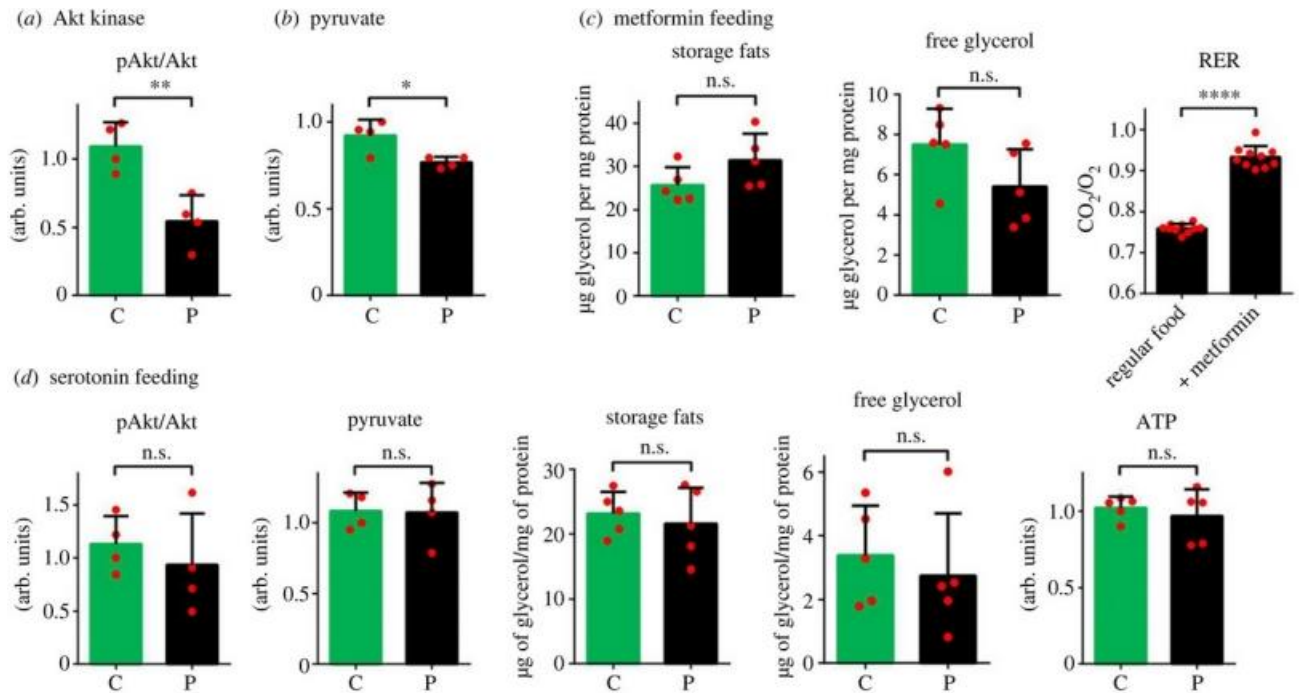 (a) Akt kinase
pAkt/Akt
**
(arb. units)
1.0
0.5
0
C P
(b) pyruvate
*
(arb. units)
1.0
0.5
0
C P
(c) metformin feeding
storage fats
n.s.
µg glycerol per mg protein
40
30
20
10
0
C P
free glycerol
n.s.
µg glycerol per mg protein
10
8
6
4
2
0
C P
RER
****
CO₂/O₂
1.0
0.9
0.8
0.7
0.6
regular food
+ metformin
(d) serotonin feeding
pAkt/Akt
n.s.
(arb. units)
1.5
1.0
0.5
0
C P
pyruvate
n.s.
(arb. units)
1.0
0.5
0
C P
storage fats
n.s.
µg of glycerol/mg of protein
30
20
10
0
C P
free glycerol
n.s.
µg of glycerol/mg of protein
6
4
2
0
C P
ATP
n.s.
(arb. units)
1.0
0.5
0
C P